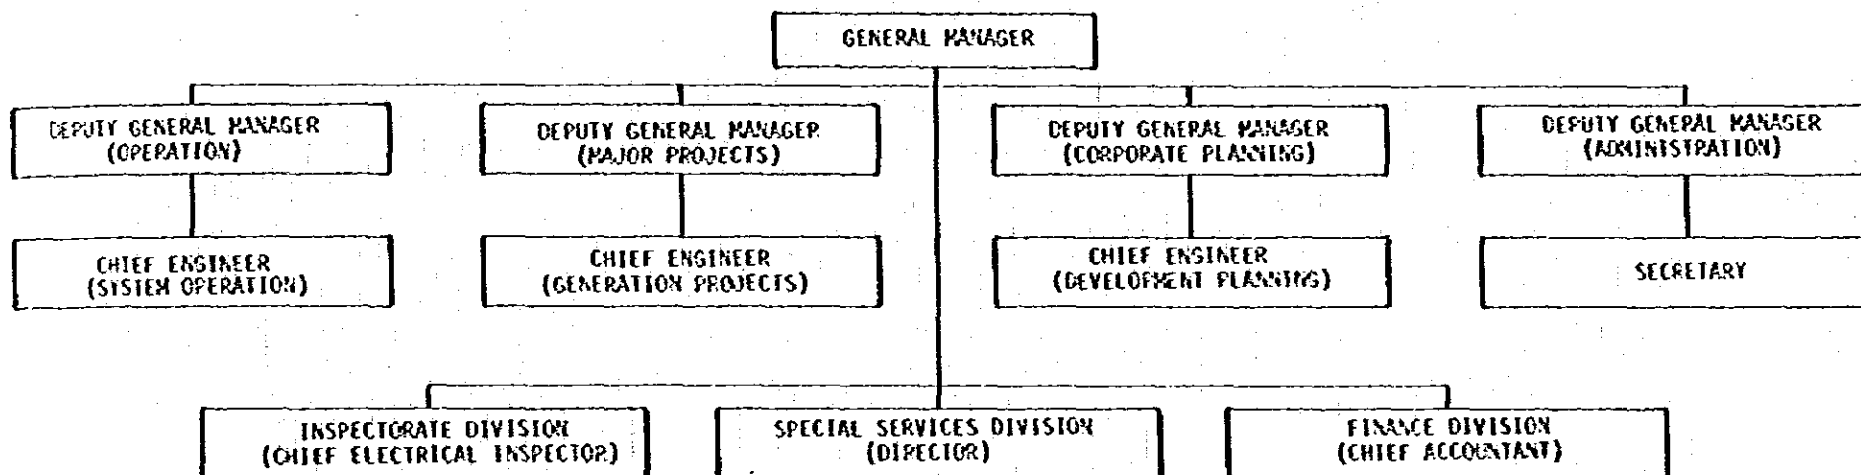 GENERAL MANAGER
DEPUTY GENERAL MANAGER
(OPERATION)
DEPUTY GENERAL MANAGER
(MAJOR PROJECTS)
DEPUTY GENERAL MANAGER
(CORPORATE PLANNING)
DEPUTY GENERAL MANAGER
(ADMINISTRATION)
CHIEF ENGINEER
(SYSTEM OPERATION)
CHIEF ENGINEER
(GENERATION PROJECTS)
CHIEF ENGINEER
(DEVELOPMENT PLANNING)
SECRETARY
INSPECTORATE DIVISION
(CHIEF ELECTRICAL INSPECTOR)
SPECIAL SERVICES DIVISION
(DIRECTOR)
FINANCE DIVISION
(CHIEF ACCOUNTANT)